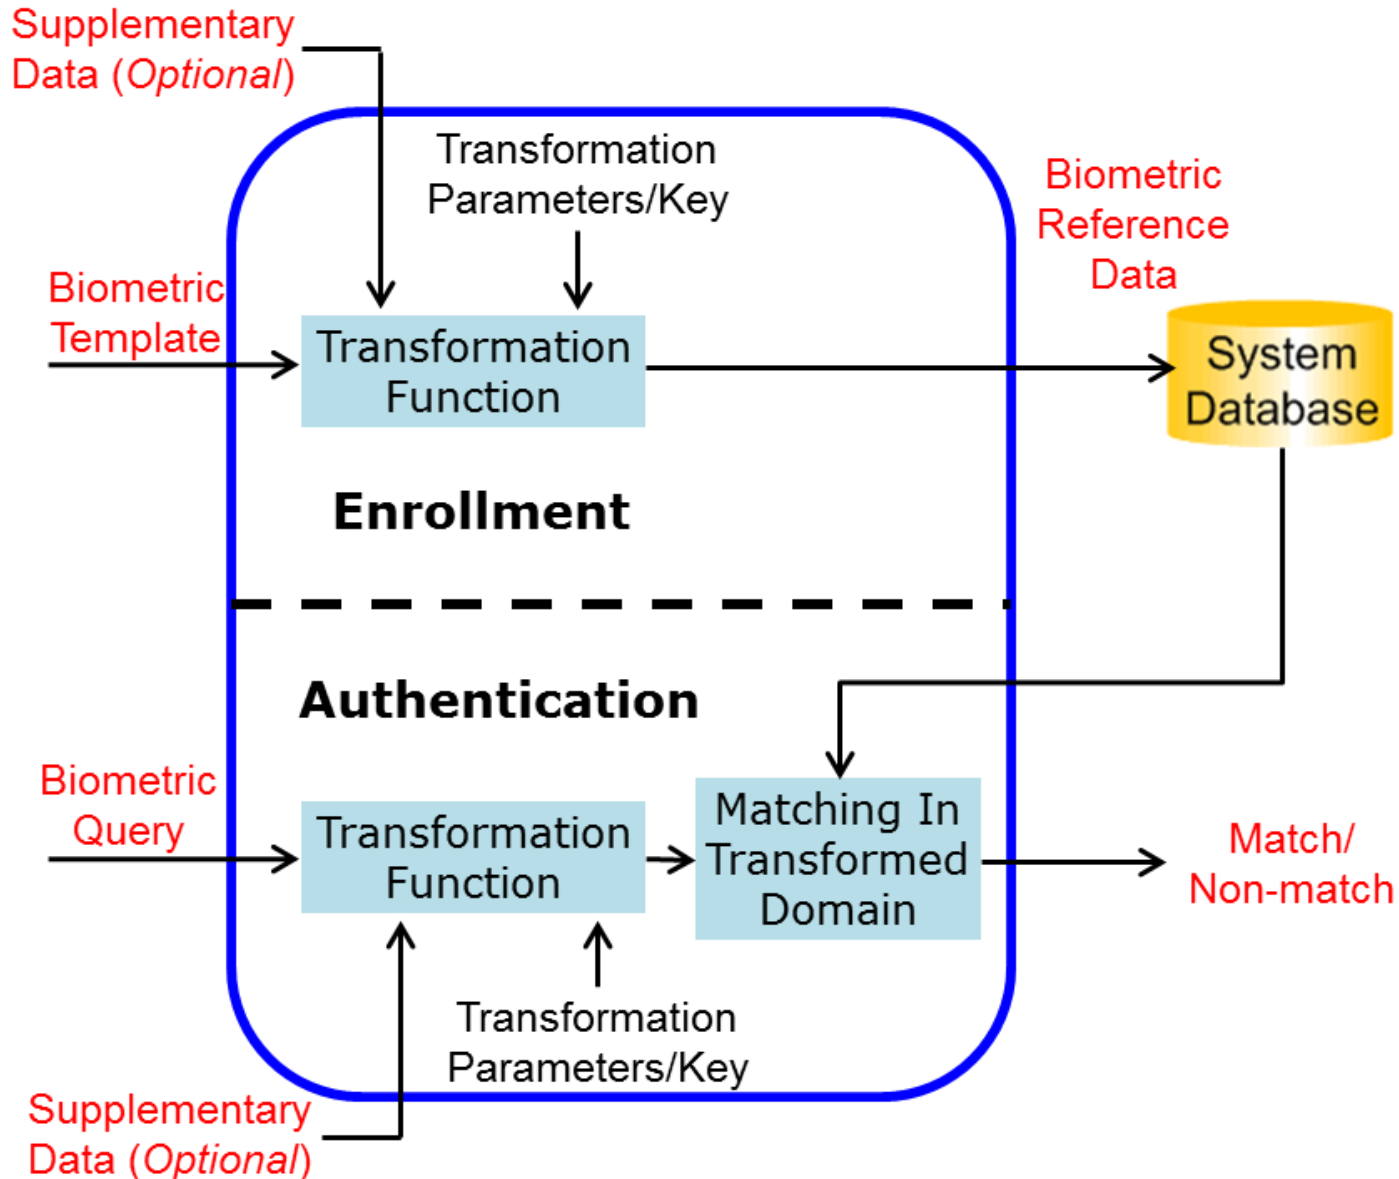 Supplementary
Data (Optional)
Transformation
Parameters/Key
Biometric
Reference
Data
Biometric
Template
Transformation
Function
System
Database
Enrollment
Authentication
Biometric
Query
Transformation
Function
Matching In
Transformed
Domain
Match/
Non-match
Transformation
Parameters/Key
Supplementary
Data (Optional)